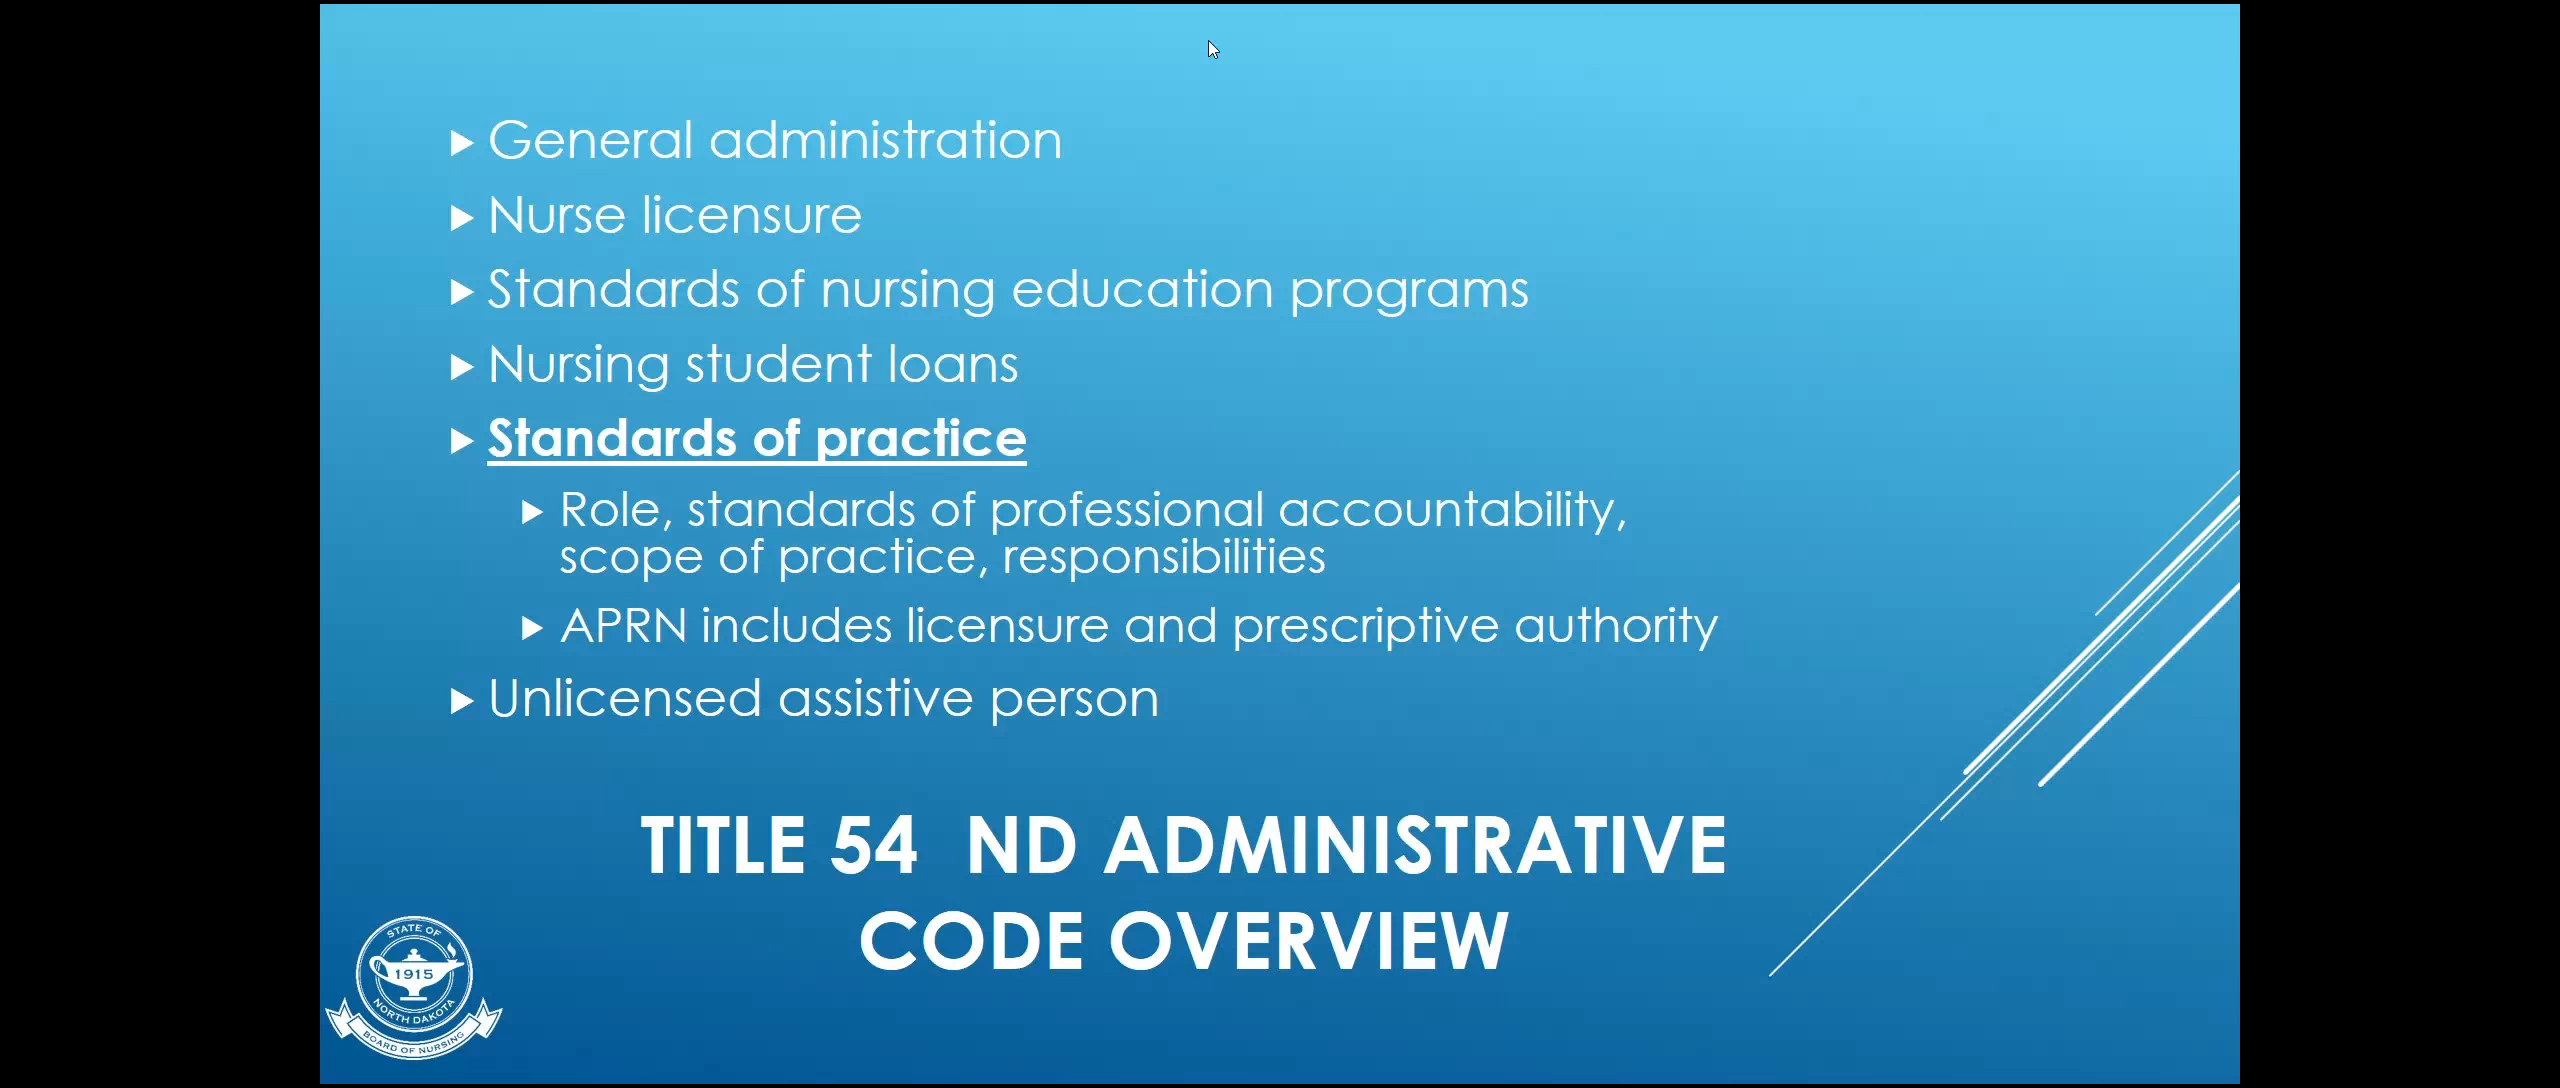 General administration
Nurse licensure
Standards of nursing education programs
Nursing student loans
Standards of practice
Role, standards of professional accountability,
scope of practice, responsibilities
APRN includes licensure and prescriptive authority
Unlicensed assistive person
TITLE 54 ND ADMINISTRATIVE
CODE OVERVIEW
STATE OF
1915
NORTH DAKOTA
BOARD OF NURSING